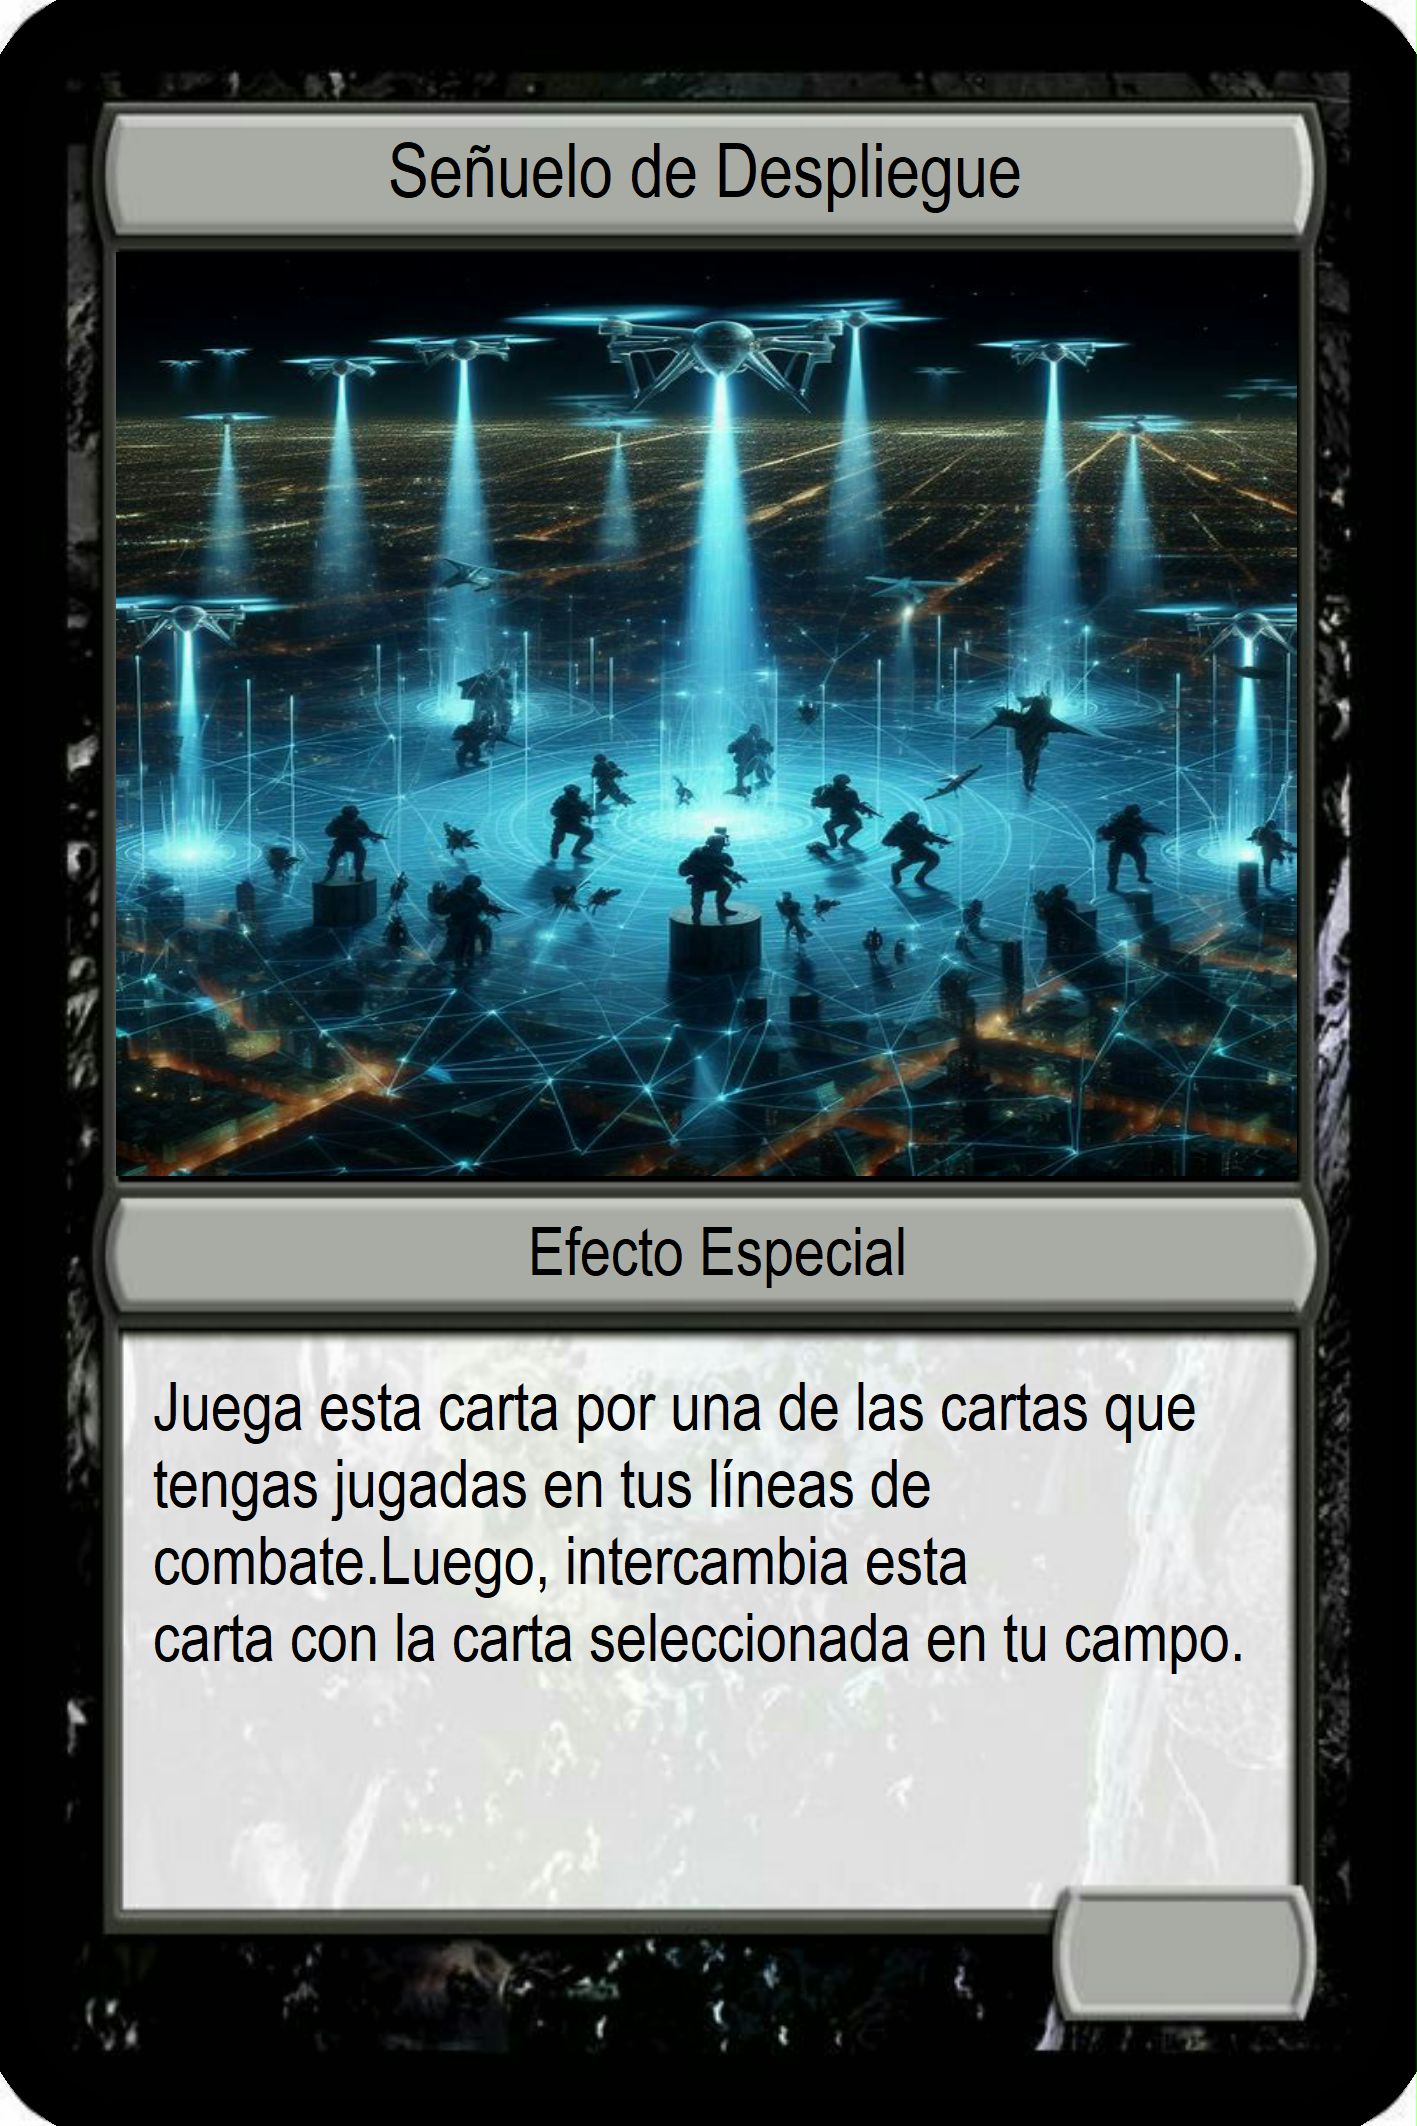 Señuelo de Despliegue
Efecto Especial
Juega esta carta por una de las cartas que
tengas jugadas en tus líneas de
combate.Luego, intercambia esta
carta con la carta seleccionada en tu campo.